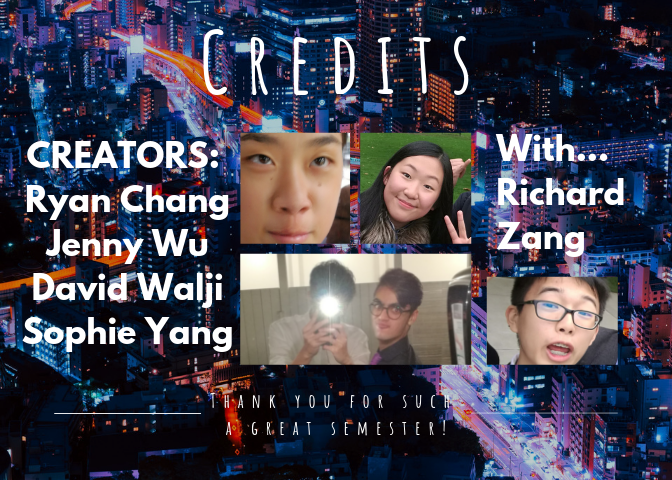 CREDITS
CREATORS:
Ryan Chang
Jenny Wu
David Walji
Sophie Yang
With...
Richard
Zang
THANK YOU FOR SUCH
A GREAT SEMESTER!